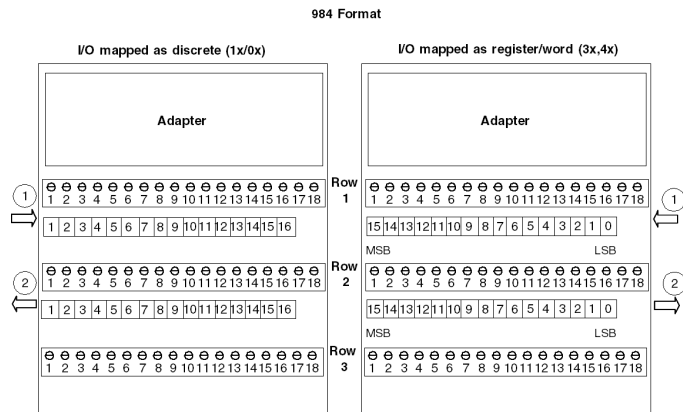 984 Format
I/O mapped as discrete (1x/0x) I/O mapped as register/word (3x,4x)
Adapter Adapter
Row
1
1 1
1 2 3 4 5 6 7 8 9 10 11 12 13 14 15 16 17 18 1 2 3 4 5 6 7 8 9 10 11 12 13 14 15 16 17 18
1 2 3 4 5 6 7 8 9 10 11 12 13 14 15 16 15 14 13 12 11 10 9 8 7 6 5 4 3 2 1 0
MSB LSB
Row
2
2 2
1 2 3 4 5 6 7 8 9 10 11 12 13 14 15 16 17 18 1 2 3 4 5 6 7 8 9 10 11 12 13 14 15 16 17 18
1 2 3 4 5 6 7 8 9 10 11 12 13 14 15 16 15 14 13 12 11 10 9 8 7 6 5 4 3 2 1 0
MSB LSB
Row
3
1 2 3 4 5 6 7 8 9 10 11 12 13 14 15 16 17 18 1 2 3 4 5 6 7 8 9 10 11 12 13 14 15 16 17 18